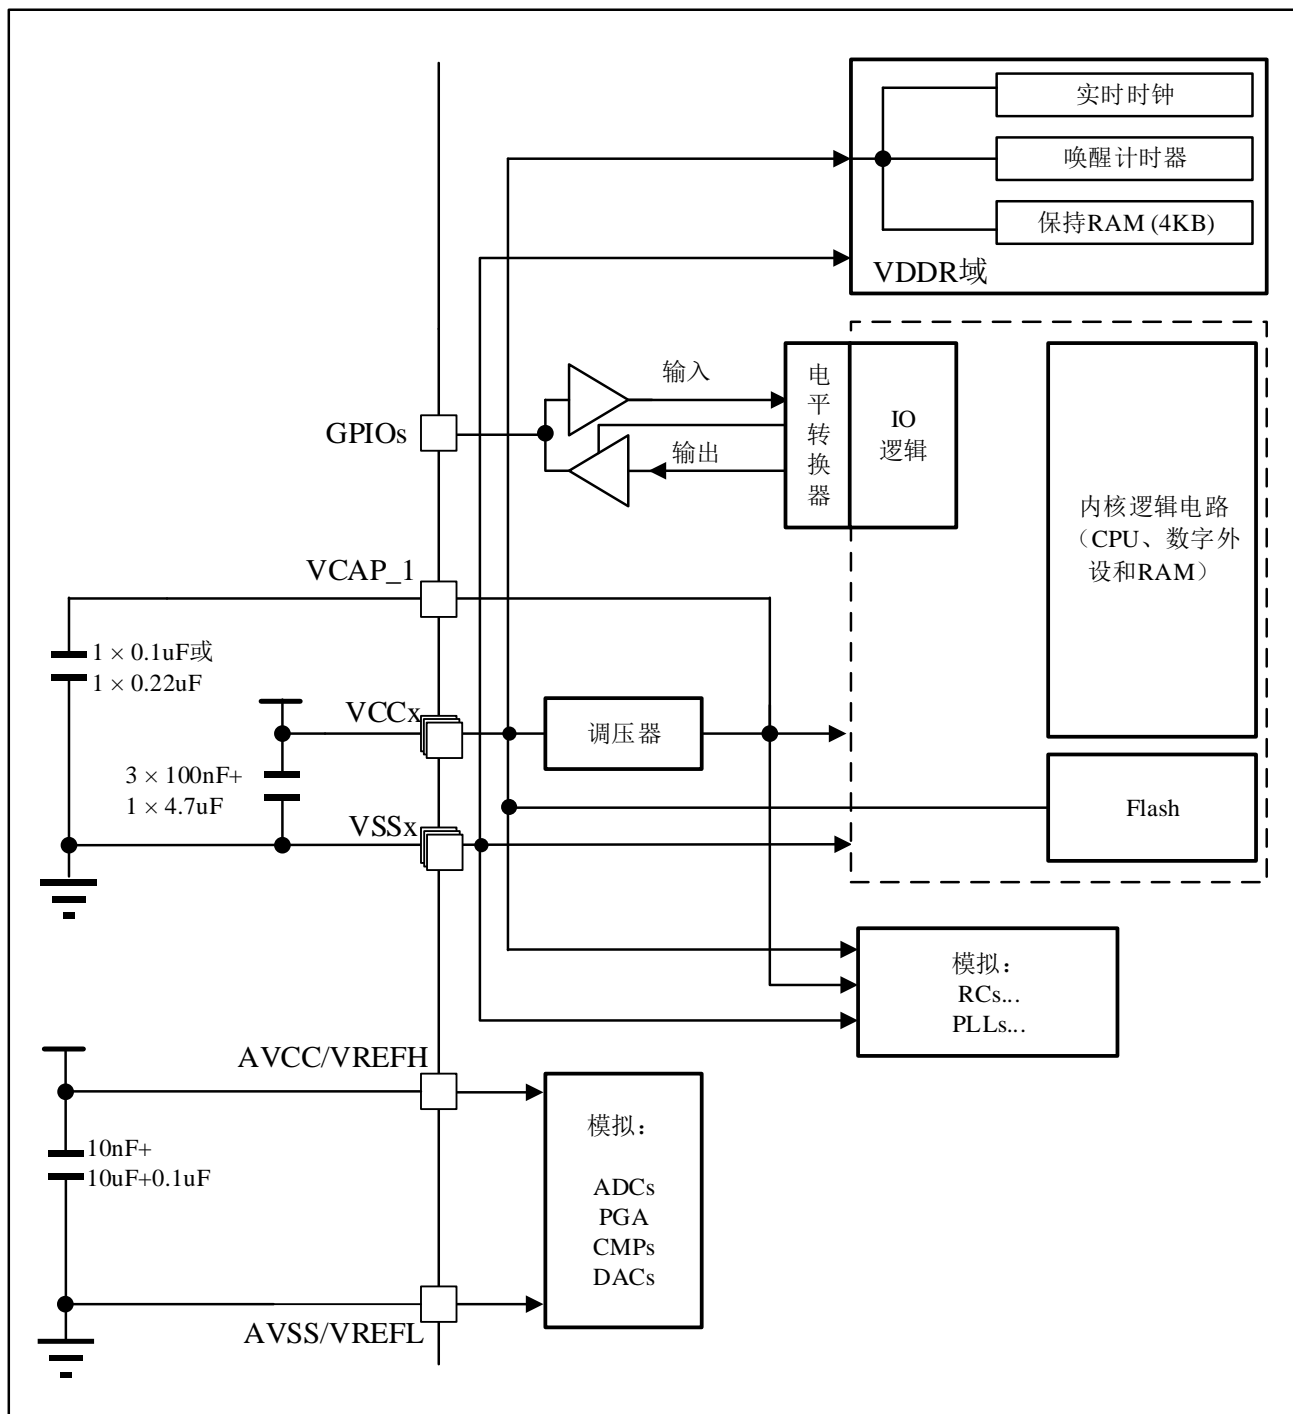 实时时钟
唤醒计时器
保持RAM (4KB)
VDDR域
输入
输出
GPIOs
电
平
转
换
器
IO
逻辑
内核逻辑电路
（CPU、数字外
设和RAM）
VCAP_1
1 × 0.1uF或
1 × 0.22uF
VCCx
调压器
3 × 100nF+
1 × 4.7uF
VSSx
Flash
模拟：
RCs...
PLLs...
AVCC/VREFH
10nF+
10uF+0.1uF
模拟：
ADCs
PGA
CMPs
DACs
AVSS/VREFL